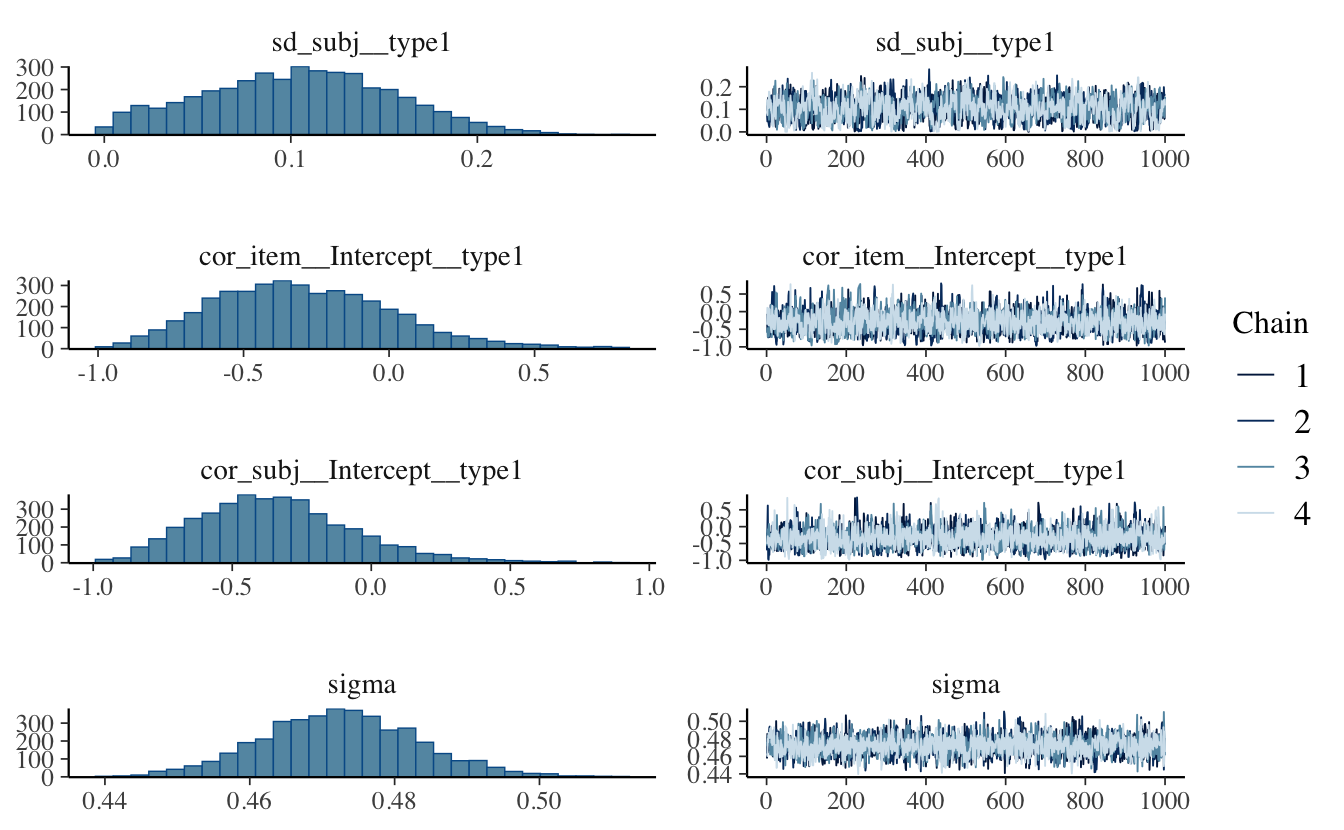 sd_subj__type1
300
200
100
0
0.0 0.1 0.2
sd_subj__type1
0.2
0.1
0.0
0 200 400 600 800 1000
cor_item__Intercept__type1
300
200
100
0
-1.0 -0.5 0.0 0.5
cor_item__Intercept__type1
0.5
0.0
-0.5
-1.0
0 200 400 600 800 1000
cor_subj__Intercept__type1
300
200
100
0
-1.0 -0.5 0.0 0.5 1.0
cor_subj__Intercept__type1
0.5
0.0
-0.5
-1.0
0 200 400 600 800 1000
sigma
300
200
100
0
0.44 0.46 0.48 0.50
sigma
0.50
0.48
0.46
0.44
0 200 400 600 800 1000
Chain
1
2
3
4